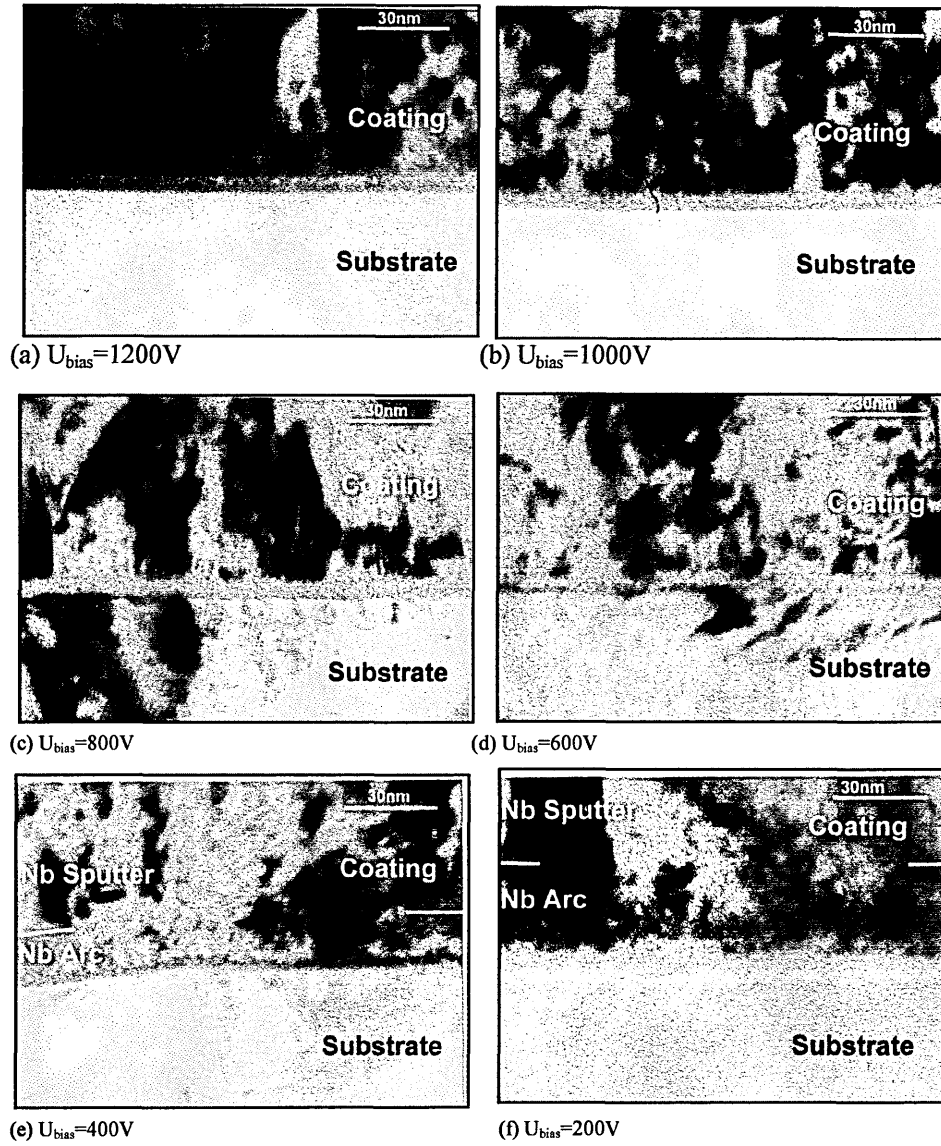 30nm
Coating
Substrate
(a) U_bias=1200V
30nm
Coating
Substrate
(b) U_bias=1000V
30nm
Coating
Substrate
(c) U_bias=800V
30nm
Coating
Substrate
(d) U_bias=600V
30nm
Nb Sputter
Coating
Nb Arc
Substrate
(e) U_bias=400V
30nm
Nb Sputter
Coating
Nb Arc
Substrate
(f) U_bias=200V